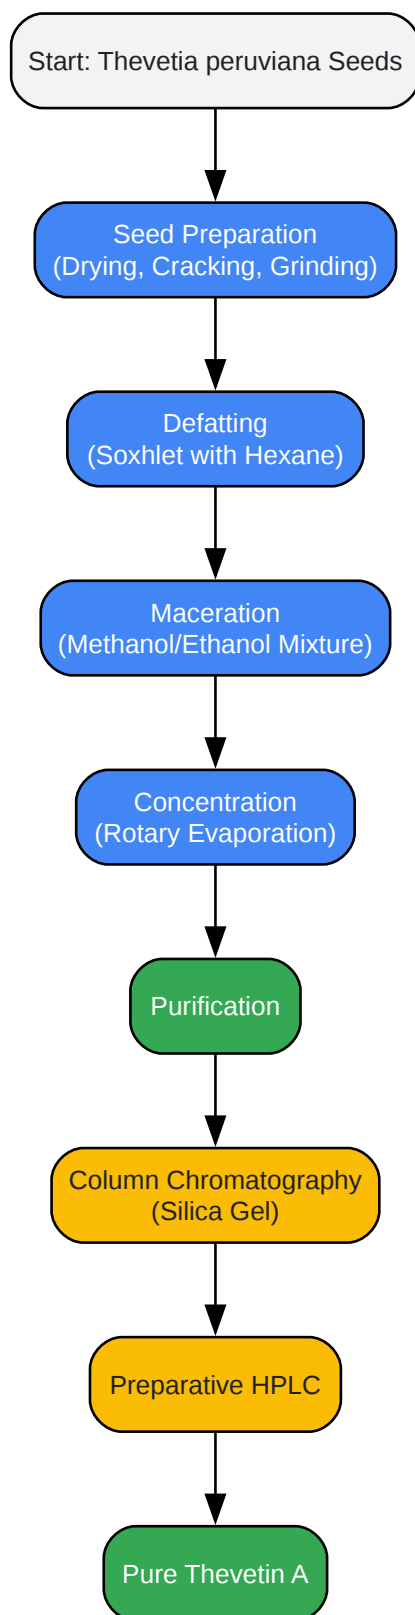 Start: Thevetia peruviana Seeds
Seed Preparation
(Drying, Cracking, Grinding)
Defatting
(Soxhlet with Hexane)
Maceration
(Methanol/Ethanol Mixture)
Concentration
(Rotary Evaporation)
Purification
Column Chromatography
(Silica Gel)
Preparative HPLC
Pure Thevetin A